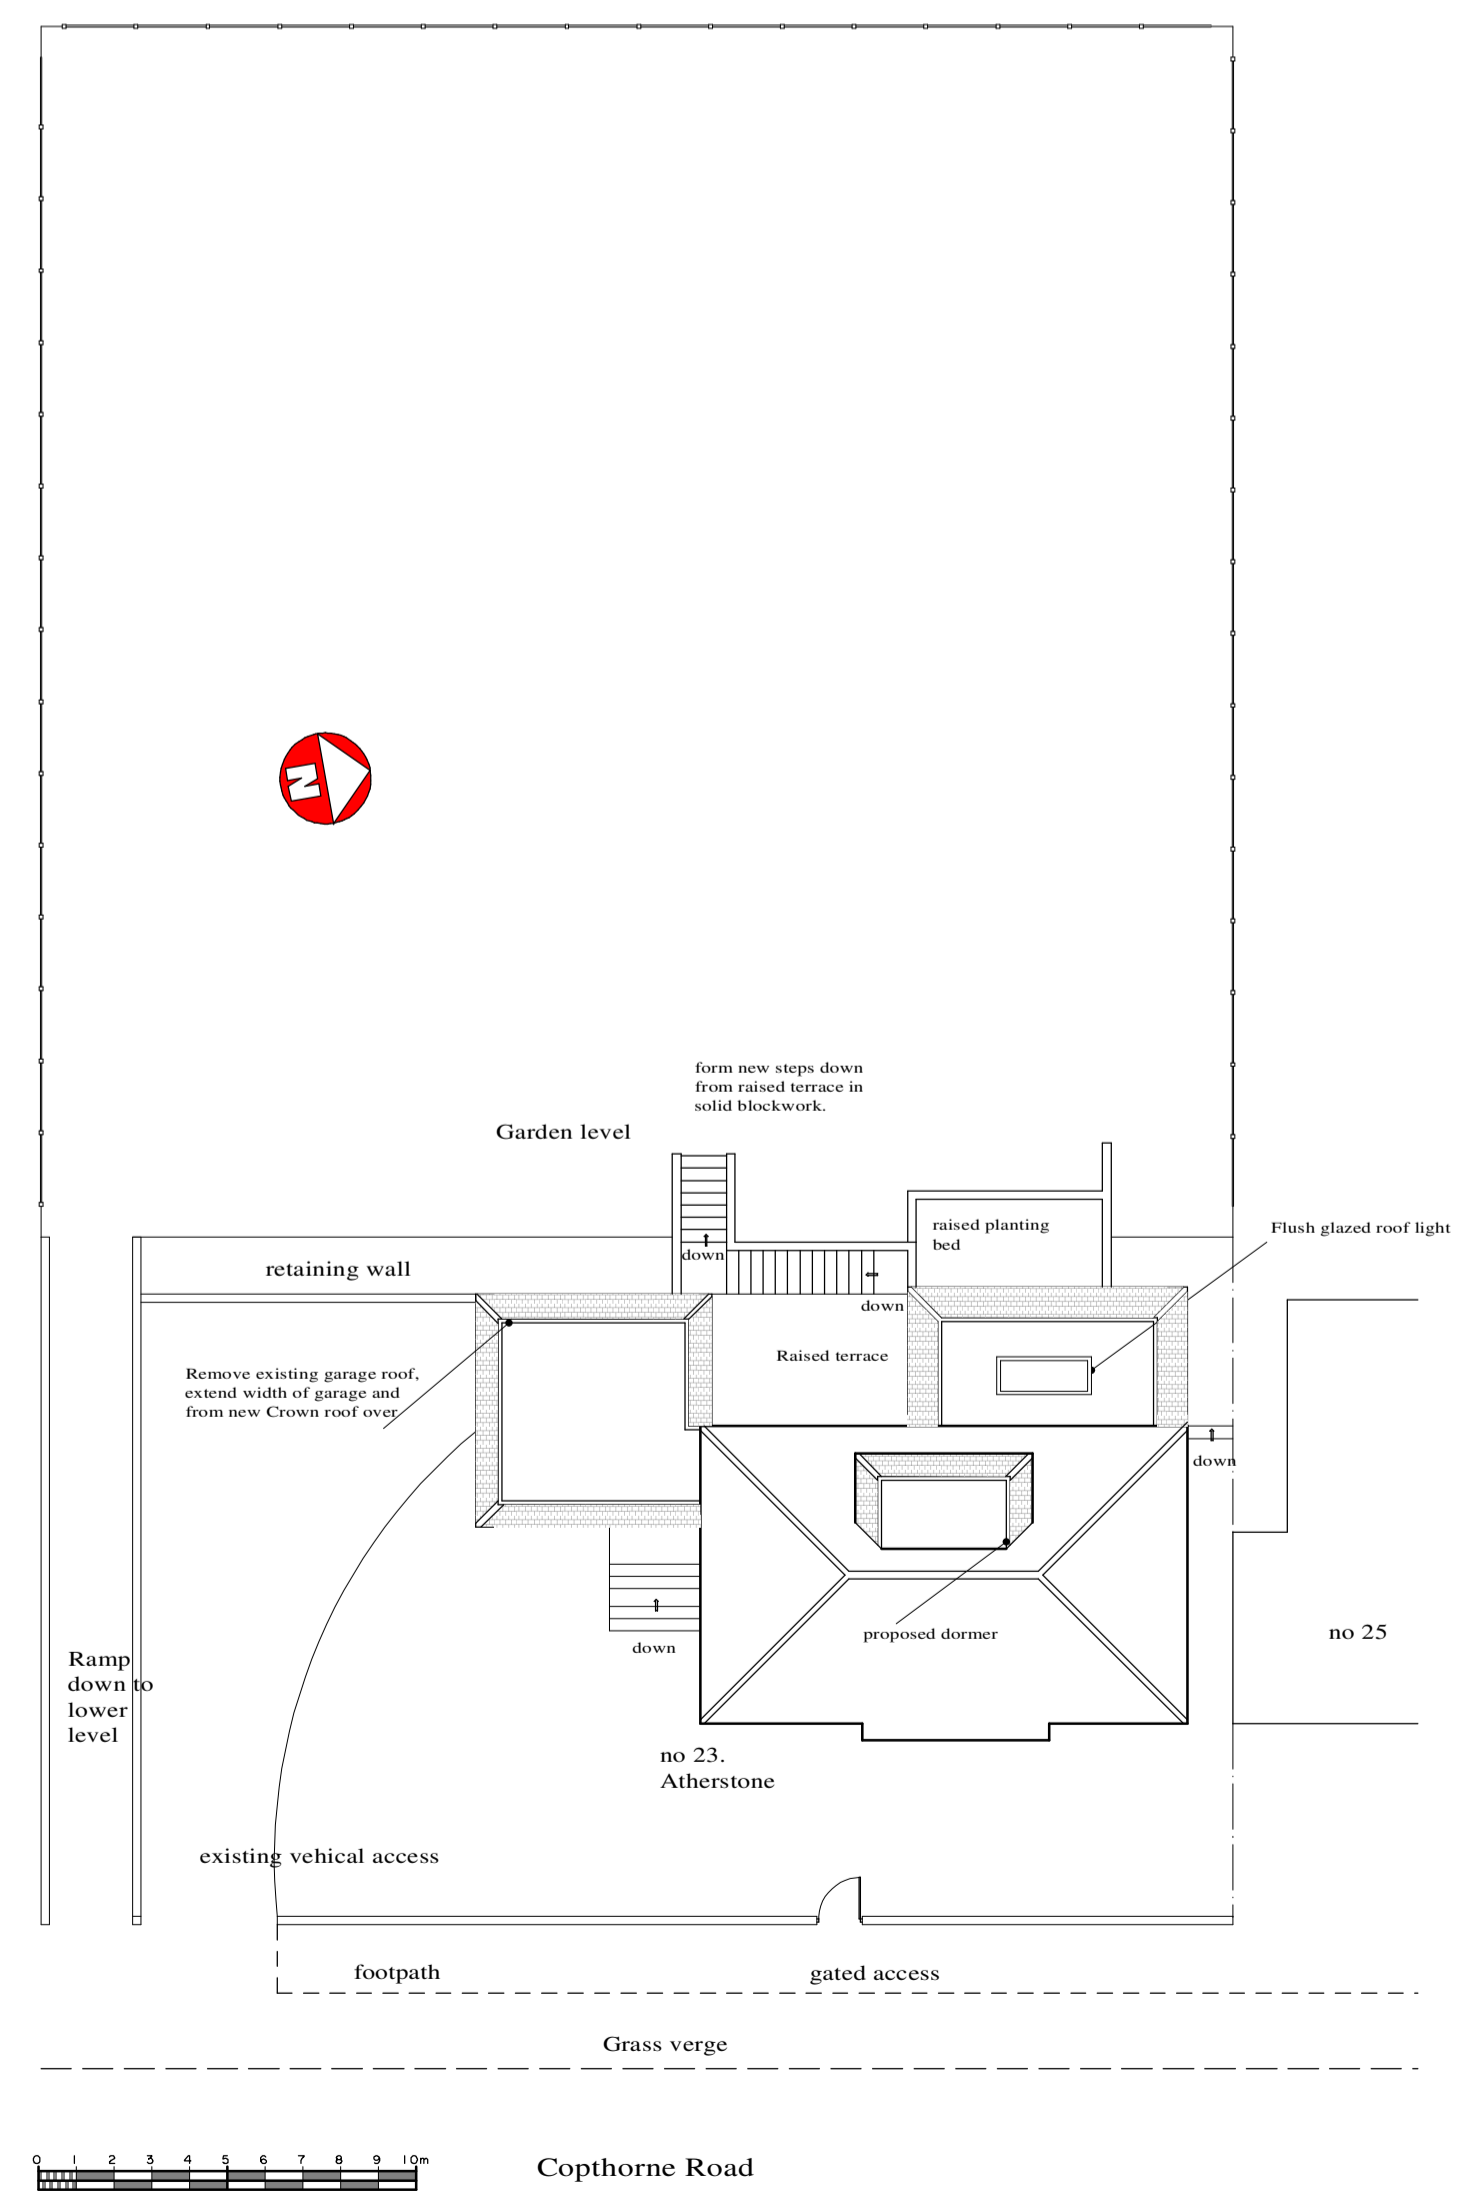 N
form new steps down
from raised terrace in
solid blockwork.
Garden level
raised planting
bed
Flush glazed roof light
down
retaining wall
down
Raised terrace
Remove existing garage roof,
extend width of garage and
from new Crown roof over
down
proposed dormer
no 25
down
Ramp
down to
lower
level
no 23.
Atherstone
existing vehical access
footpath
gated access
Grass verge
0 1 2 3 4 5 6 7 8 9 10m
Copthorne Road